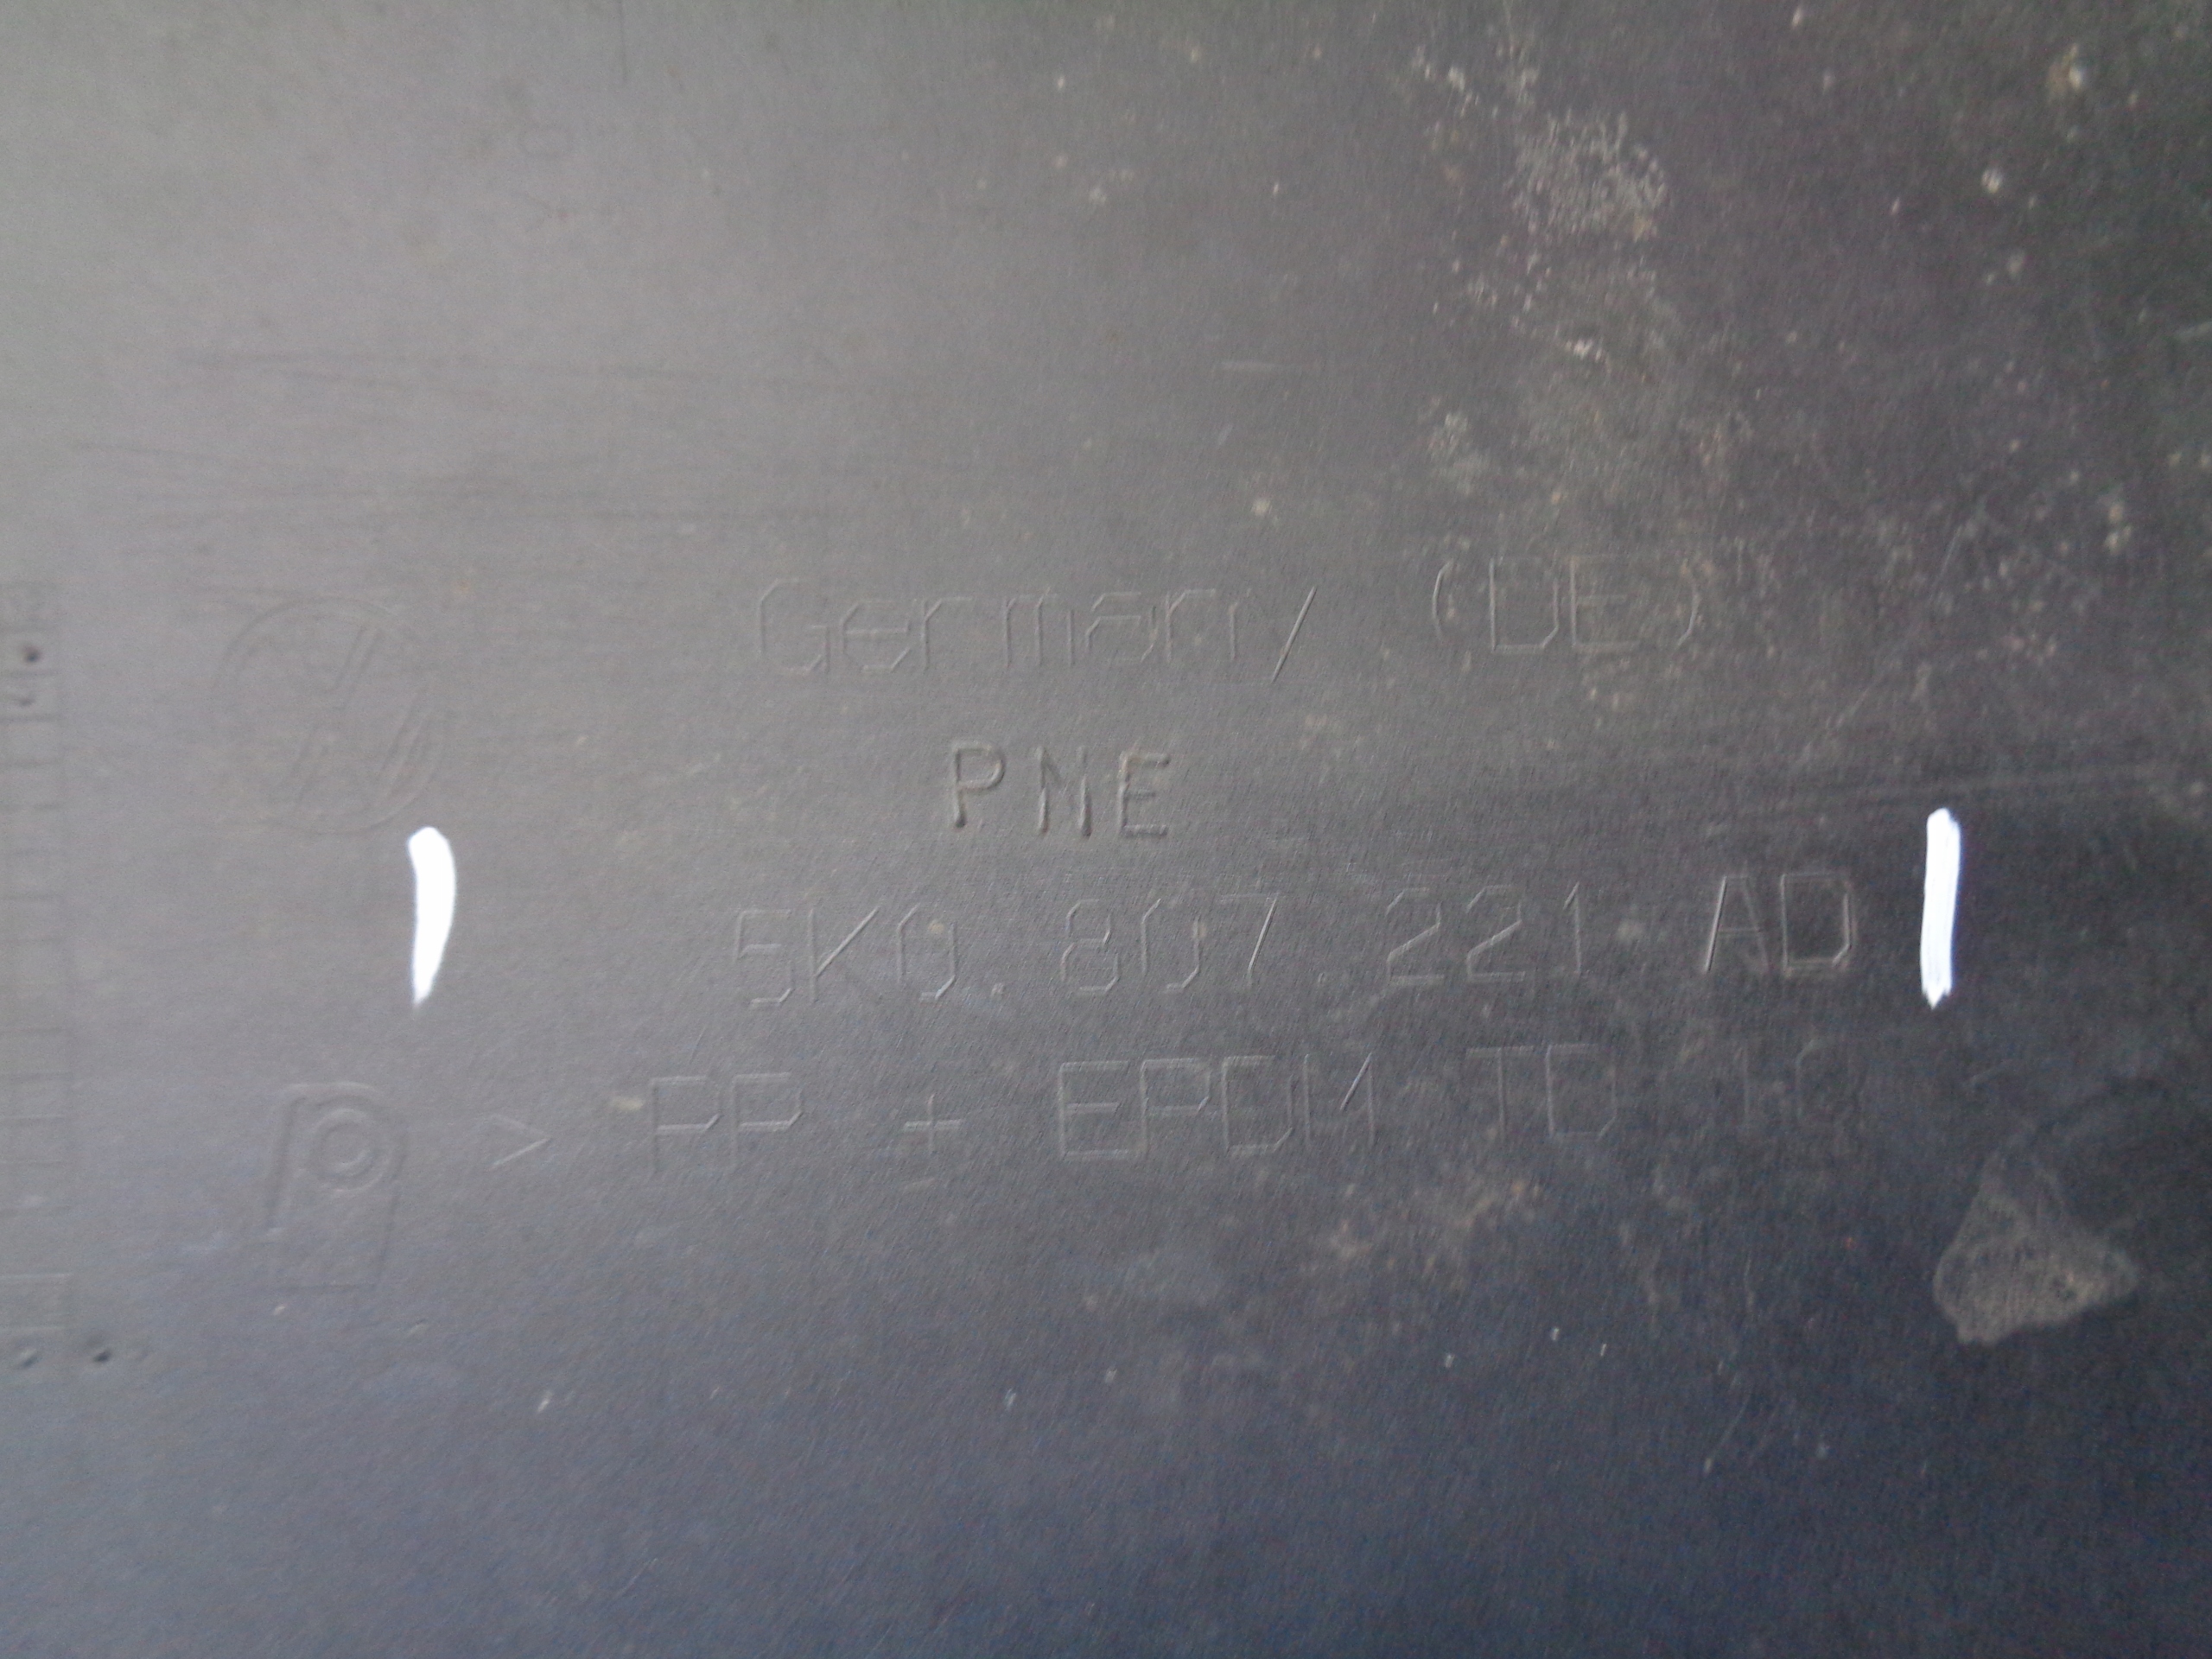 Germany (DE)
PNE
5K0.807.221 AD
> PP + EPDM TD 10